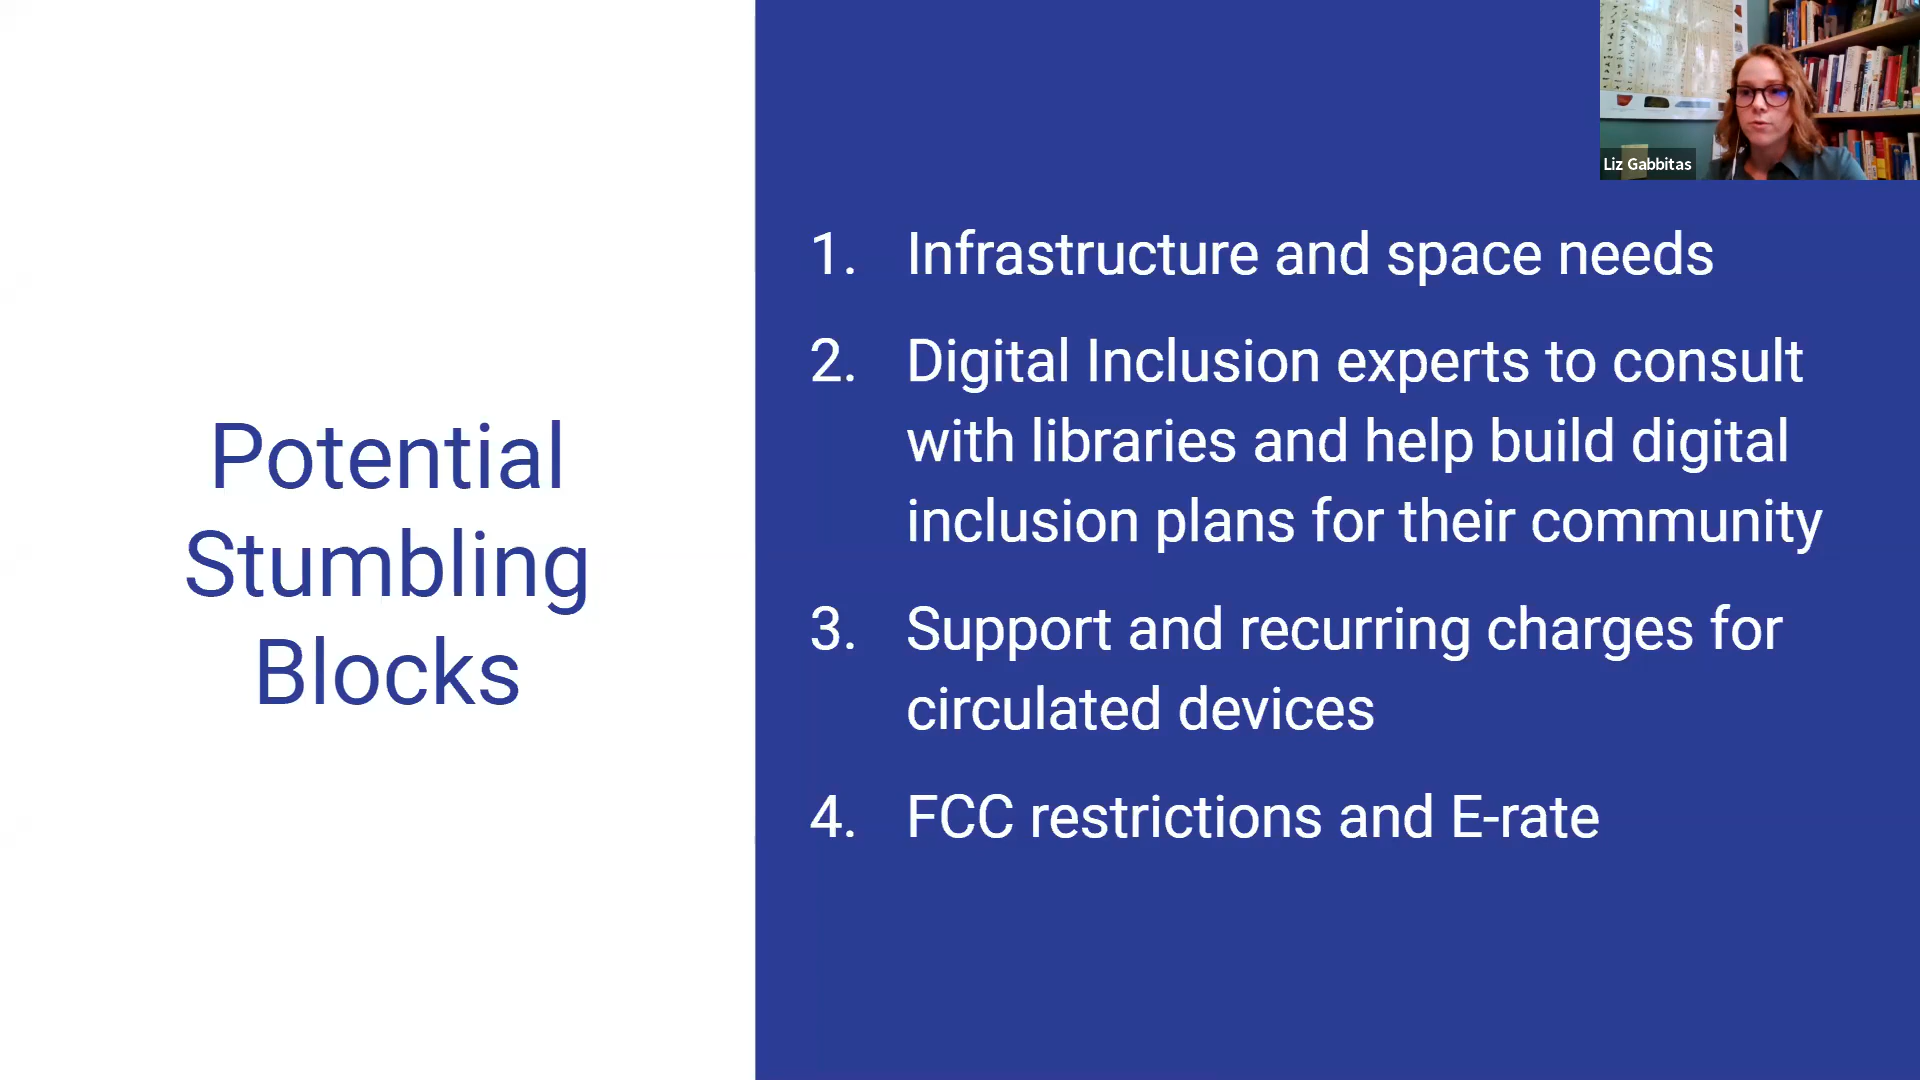 Potential
Stumbling
Blocks
1. Infrastructure and space needs
2. Digital Inclusion experts to consult
with libraries and help build digital
inclusion plans for their community
3. Support and recurring charges for
circulated devices
4. FCC restrictions and E-rate
Liz Gabbitas